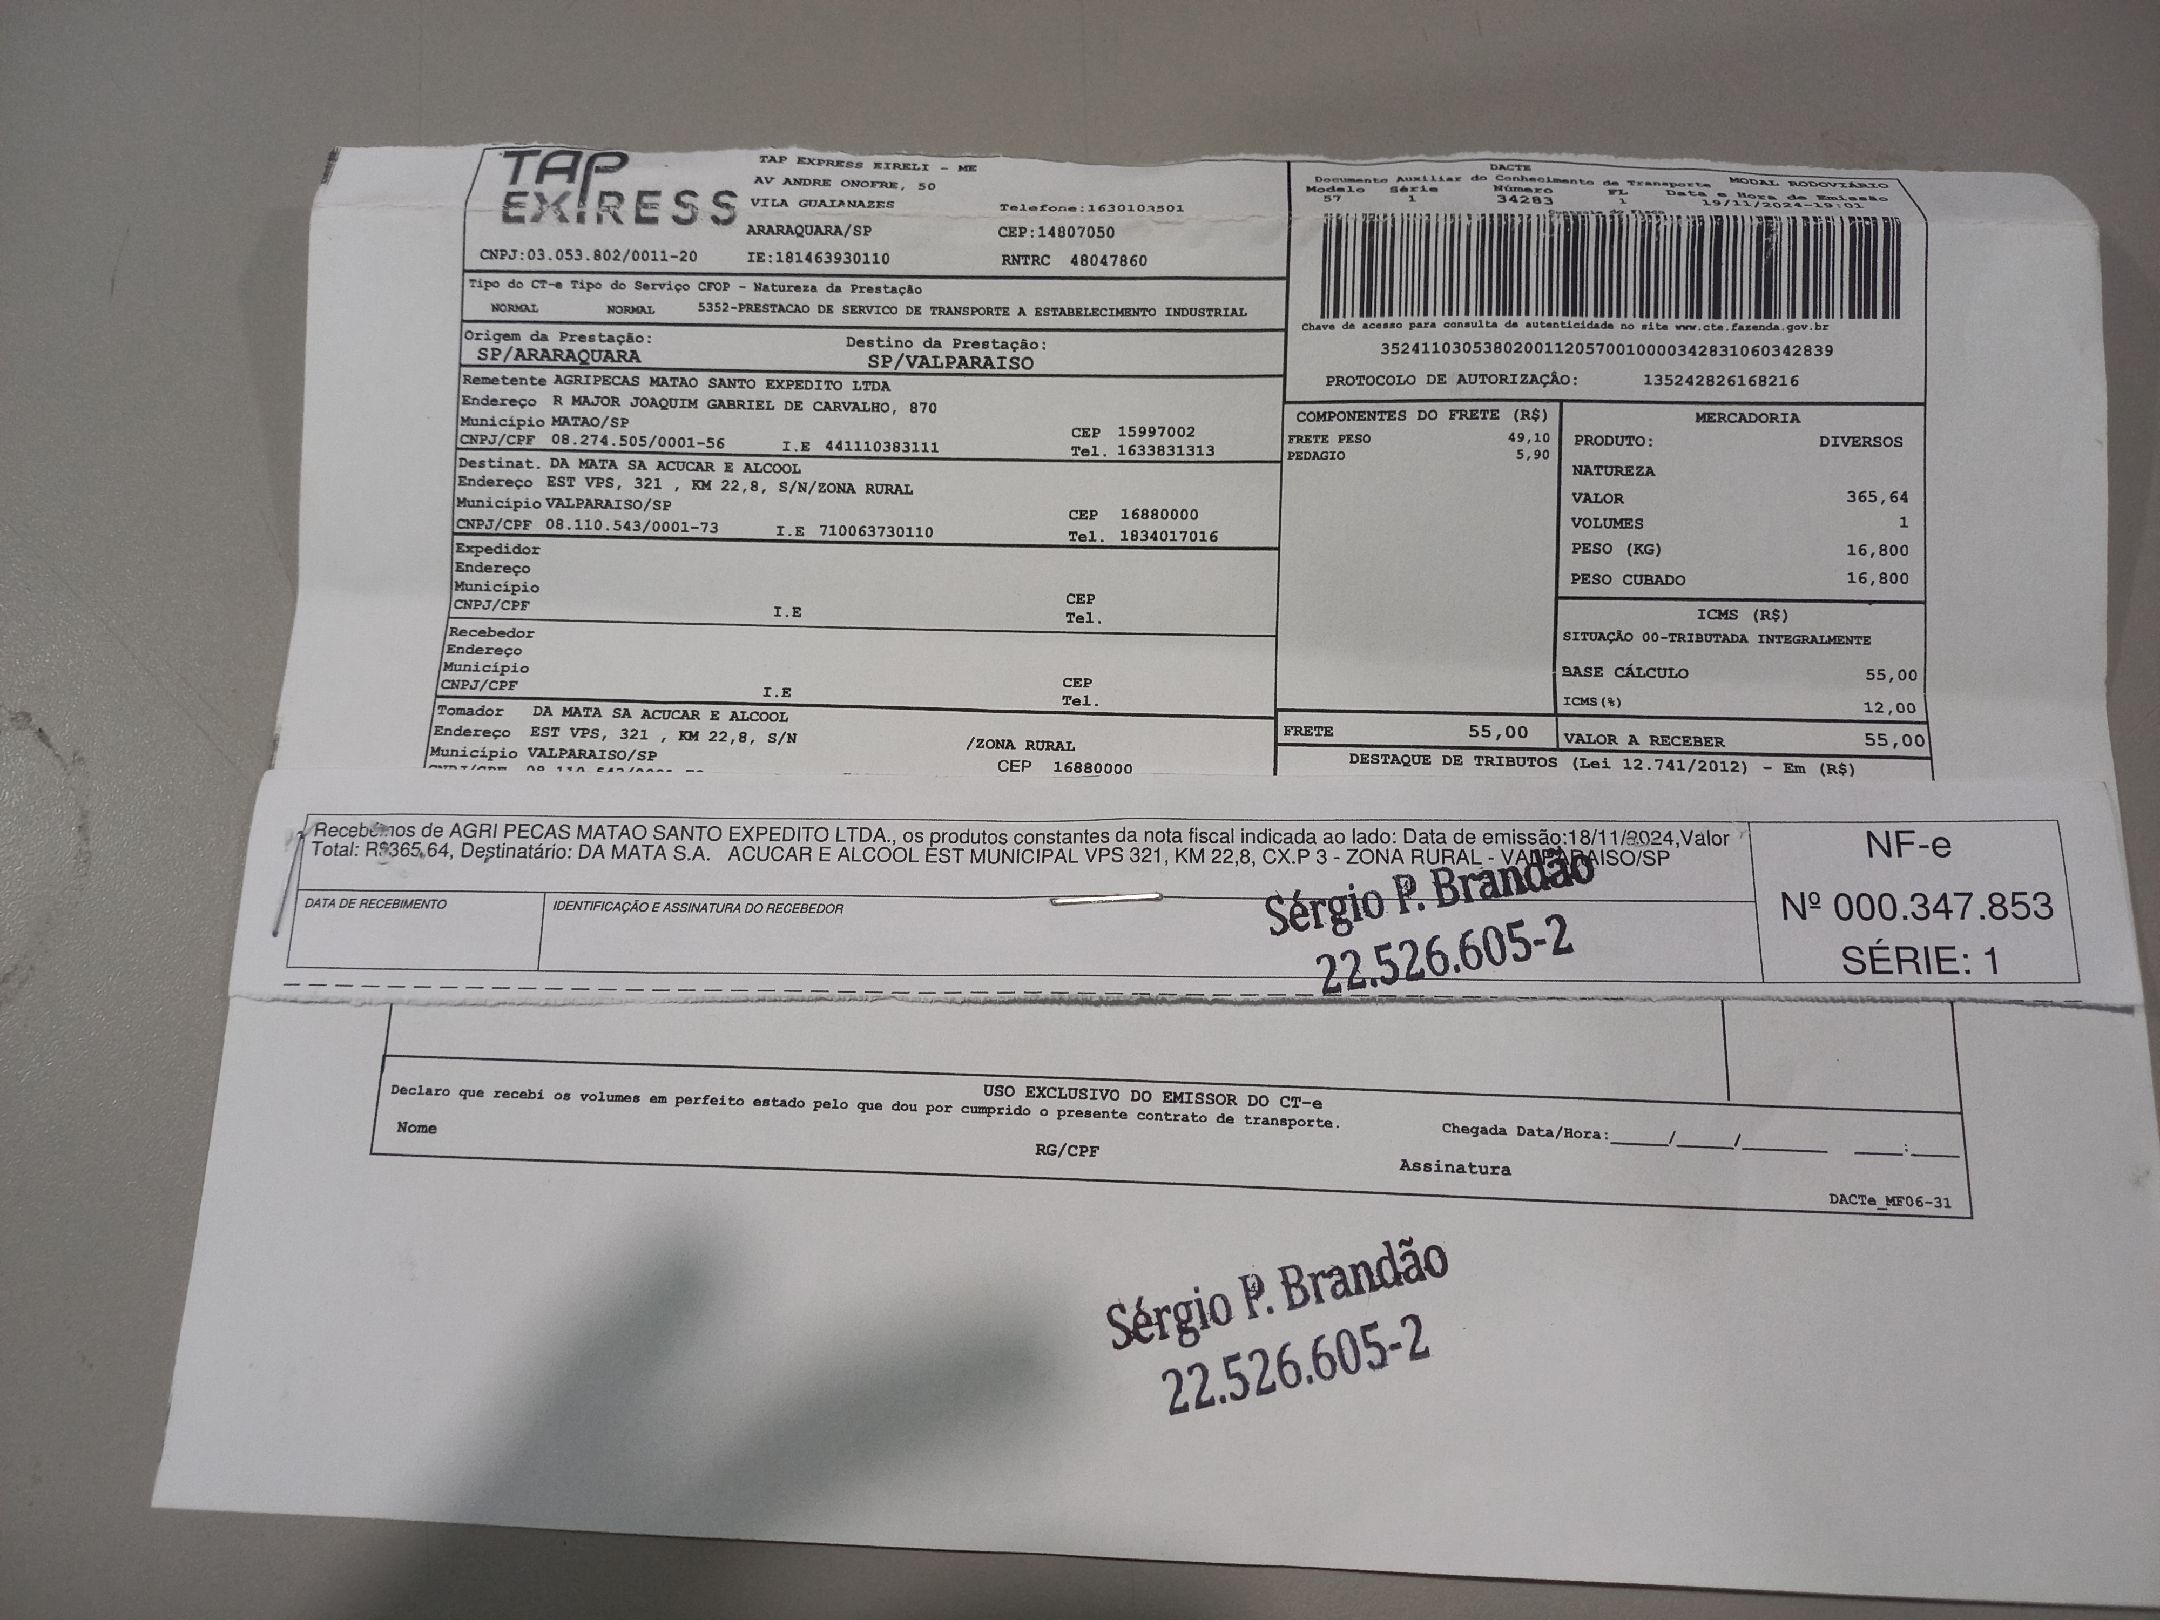 TAP EXPRESS
TAP EXPRESS EIRELI - ME
AV ANDRE ONOFRE, 50
VILA GUAIANAZES Telefone:1630103501
ARARAQUARA/SP CEP:14807050
CNPJ:03.053.802/0011-20 IE:181463930110 RNTRC 48047860
Tipo do CT-e Tipo do Serviço CFOP - Natureza da Prestação
NORMAL NORMAL 5352-PRESTACAO DE SERVICO DE TRANSPORTE A ESTABELECIMENTO INDUSTRIAL
Origem da Prestação: Destino da Prestação:
SP/ARARAQUARA SP/VALPARAISO
Remetente AGRIPECAS MATAO SANTO EXPEDITO LTDA
Endereço R MAJOR JOAQUIM GABRIEL DE CARVALHO, 870
Município MATAO/SP CEP 15997002
CNPJ/CPF 08.274.505/0001-56 I.E 441110383111 Tel. 1633831313
Destinat. DA MATA SA ACUCAR E ALCOOL
Endereço EST VPS, 321 , KM 22,8, S/N/ZONA RURAL
Município VALPARAISO/SP CEP 16880000
CNPJ/CPF 08.110.543/0001-73 I.E 710063730110 Tel. 1834017016
Expedidor
Endereço
Município CEP
CNPJ/CPF I.E Tel.
Recebedor
Endereço
Município CEP
CNPJ/CPF I.E Tel.
Tomador DA MATA SA ACUCAR E ALCOOL
Endereço EST VPS, 321 , KM 22,8, S/N /ZONA RURAL
Município VALPARAISO/SP CEP 16880000
DACTE
Documento Auxiliar do Conhecimento de Transporte MODAL RODOVIÁRIO
Modelo Série Número FL Data e Hora de Emissão
57 1 34283 1 19/11/2024-19:01
Chave de acesso para consulta de autenticidade no site www.cte.fazenda.gov.br
35241103053802001120570010000342831060342839
PROTOCOLO DE AUTORIZAÇÃO: 135242826168216
COMPONENTES DO FRETE (R$)
FRETE PESO 49,10
PEDAGIO 5,90
FRETE 55,00
MERCADORIA
PRODUTO: DIVERSOS
NATUREZA
VALOR 365,64
VOLUMES 1
PESO (KG) 16,800
PESO CUBADO 16,800
ICMS (R$)
SITUAÇÃO 00-TRIBUTADA INTEGRALMENTE
BASE CÁLCULO 55,00
ICMS(%) 12,00
VALOR A RECEBER 55,00
DESTAQUE DE TRIBUTOS (Lei 12.741/2012) - Em (R$)
Recebemos de AGRI PECAS MATAO SANTO EXPEDITO LTDA., os produtos constantes da nota fiscal indicada ao lado: Data de emissão:18/11/2024,Valor
Total: R$365,64, Destinatário: DA MATA S.A. ACUCAR E ALCOOL EST MUNICIPAL VPS 321, KM 22,8, CX.P 3 - ZONA RURAL - VALPARAISO/SP
DATA DE RECEBIMENTO IDENTIFICAÇÃO E ASSINATURA DO RECEBEDOR
Sérgio P. Brandão
22.526.605-2
NF-e
Nº 000.347.853
SÉRIE: 1
USO EXCLUSIVO DO EMISSOR DO CT-e
Declaro que recebi os volumes em perfeito estado pelo que dou por cumprido o presente contrato de transporte.
Nome RG/CPF Chegada Data/Hora:_____/_____/_______ ____:____
Assinatura
DACTe_MF06-31
Sérgio P. Brandão
22.526.605-2